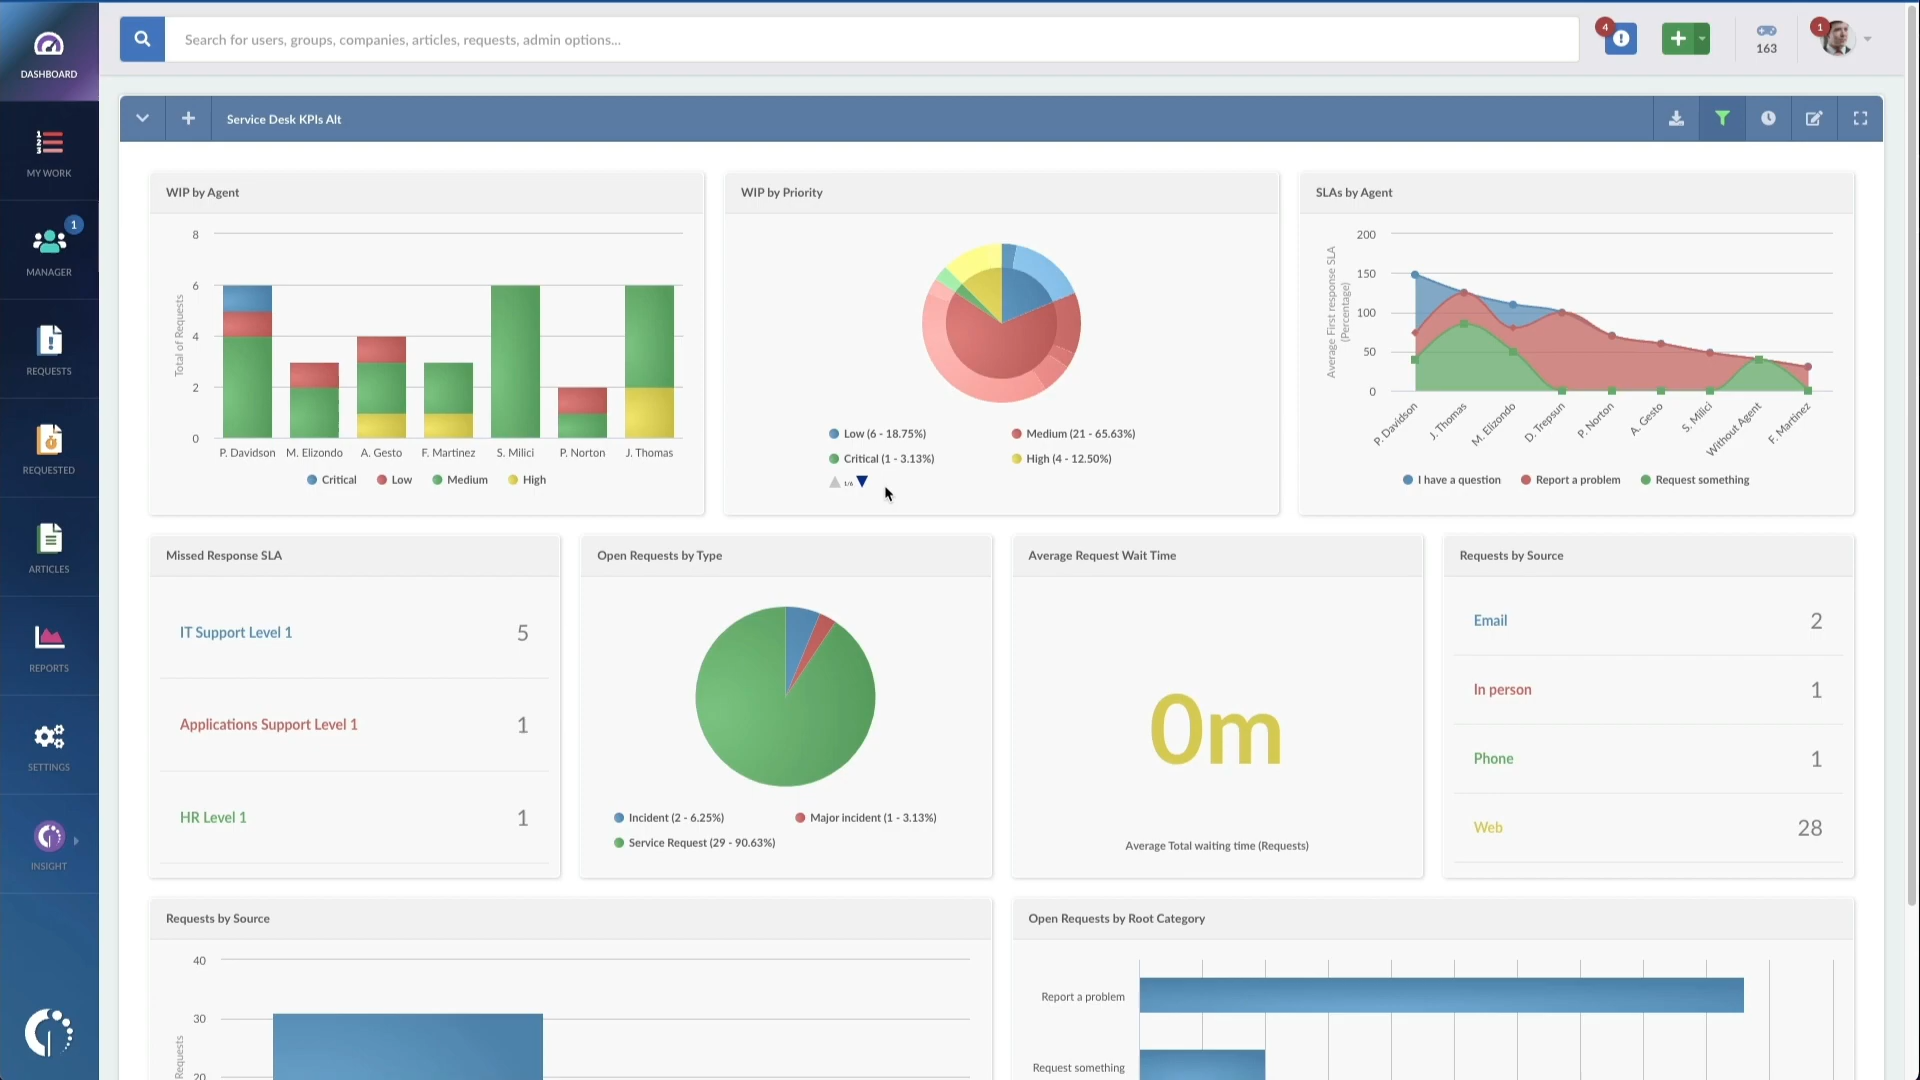 DASHBOARD
MY WORK
1
MANAGER
REQUESTS
REQUESTED
ARTICLES
REPORTS
SETTINGS
INSIGHT
Search for users, groups, companies, articles, requests, admin options...
4
163
1
Service Desk KPIs Alt
WIP by Agent
8
6
4
2
0
Total of Requests
P. Davidson M. Elizondo A. Gesto F. Martinez S. Milici P. Norton J. Thomas
Critical Low Medium High
WIP by Priority
Low (6 - 18.75%) Medium (21 - 65.63%)
Critical (1 - 3.13%) High (4 - 12.50%)
1/6
SLAs by Agent
200
150
100
50
0
Average First response SLA
(Percentage)
P. Davidson J. Thomas M. Elizondo D. Trepsun P. Norton A. Gesto S. Milici Without Agent F. Martinez
I have a question Report a problem Request something
Missed Response SLA
IT Support Level 1 5
Applications Support Level 1 1
HR Level 1 1
Open Requests by Type
Incident (2 - 6.25%) Major incident (1 - 3.13%)
Service Request (29 - 90.63%)
Average Request Wait Time
0m
Average Total waiting time (Requests)
Requests by Source
Email 2
In person 1
Phone 1
Web 28
Requests by Source
40
30
20
Requests
Open Requests by Root Category
Report a problem
Request something